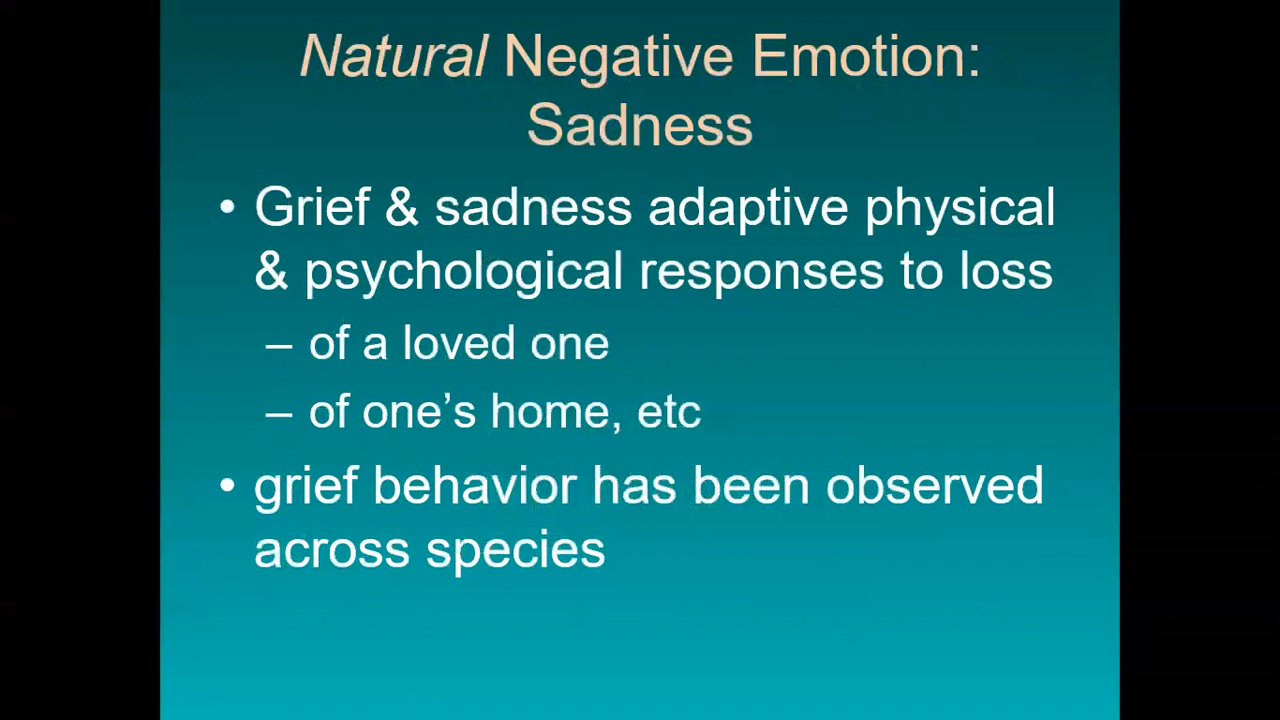 Natural Negative Emotion:
Sadness
• Grief & sadness adaptive physical
& psychological responses to loss
– of a loved one
– of one’s home, etc
• grief behavior has been observed
across species